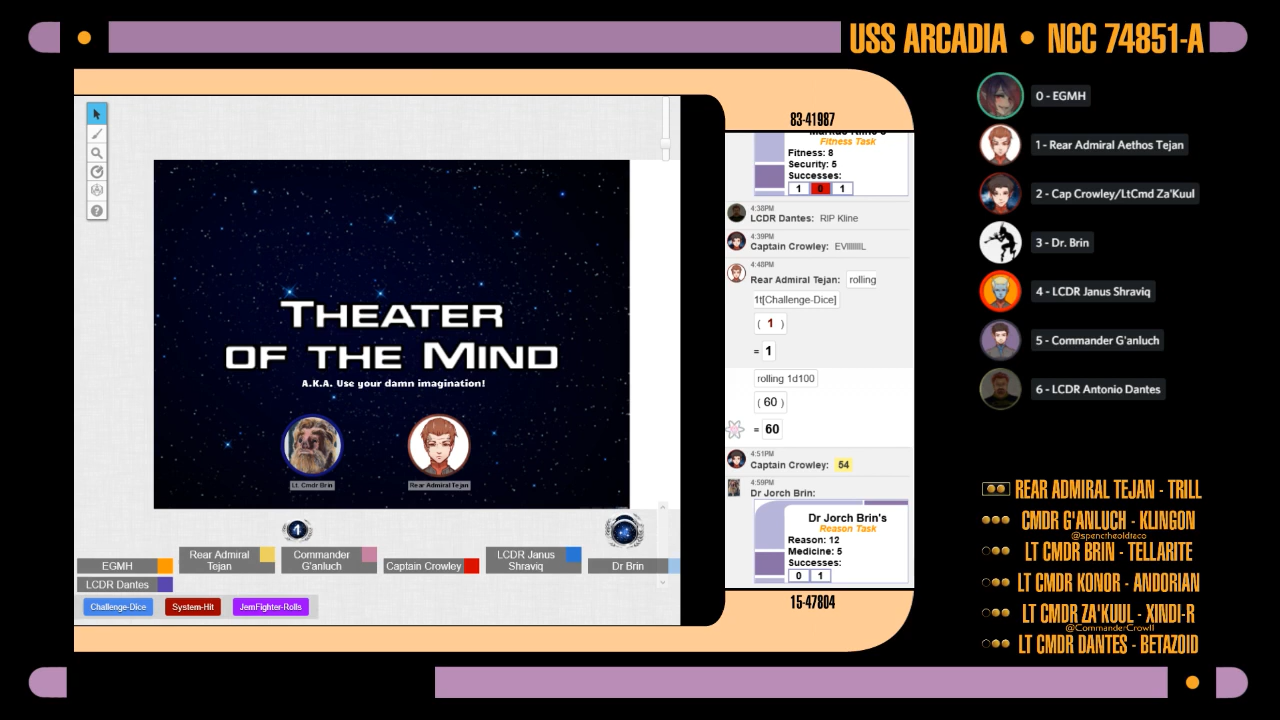 USS ARCADIA • NCC 74851-A
83-41987
Fitness Task
Fitness: 8
Security: 5
Successes:
1 0 1
4:38PM
LCDR Dantes: RIP Kline
4:39PM
Captain Crowley: EVIIIIIIL
4:48PM
Rear Admiral Tejan: rolling
1t[Challenge-Dice]
( 1 )
= 1
rolling 1d100
( 60 )
= 60
4:51PM
Captain Crowley: 54
4:59PM
Dr Jorch Brin:
Dr Jorch Brin's
Reason Task
Reason: 12
Medicine: 5
Successes:
0 1
15-47804
THEATER
OF THE MIND
A.K.A. Use your damn imagination!
Lt. Cmdr Brin
Rear Admiral Tejan
1
EGMH
Rear Admiral
Tejan
Commander
G'anluch
Captain Crowley
LCDR Janus
Shraviq
Dr Brin
LCDR Dantes
Challenge-Dice
System-Hit
JemFighter-Rolls
0 - EGMH
1 - Rear Admiral Aethos Tejan
2 - Cap Crowley/LtCmd Za'Kuul
3 - Dr. Brin
4 - LCDR Janus Shraviq
5 - Commander G'anluch
6 - LCDR Antonio Dantes
REAR ADMIRAL TEJAN - TRILL
CMDR G'ANLUCH - KLINGON
@spenctheoldtaco
LT CMDR BRIN - TELLARITE
LT CMDR KONOR - ANDORIAN
LT CMDR ZA'KUUL - XINDI-R
@CommanderCrowll
LT CMDR DANTES - BETAZOID